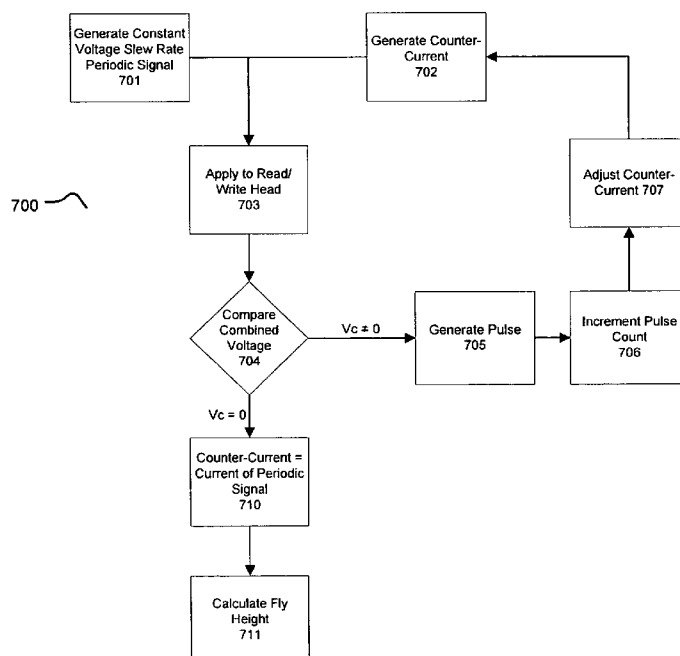 Generate Constant
Voltage Slew Rate
Periodic Signal
701
Generate Counter-
Current
702
Apply to Read/
Write Head
703
Adjust Counter-
Current 707
700
Compare
Combined
Voltage
704
Vc ≠ 0
Generate Pulse
705
Increment Pulse
Count
706
Vc = 0
Counter-Current =
Current of Periodic
Signal
710
Calculate Fly
Height
711